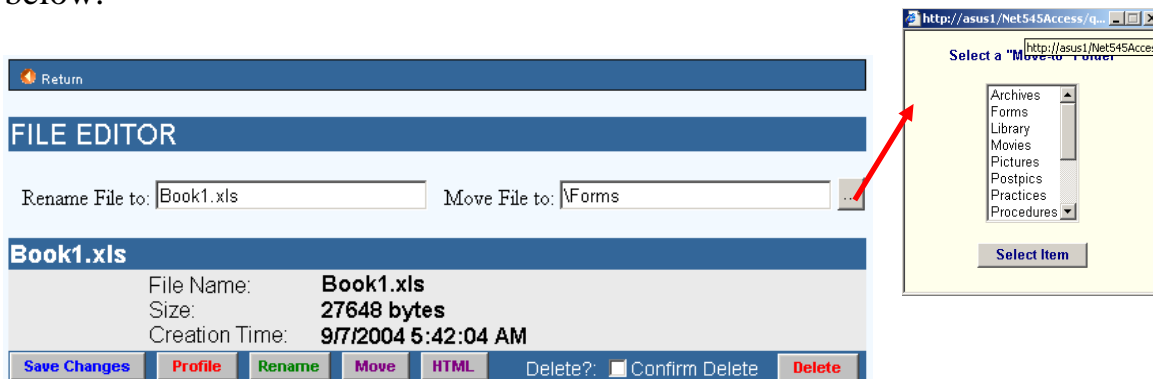 below.
Return
FILE EDITOR
Rename File to: Book1.xls Move File to: \Forms ...
Book1.xls
File Name: Book1.xls
Size: 27648 bytes
Creation Time: 9/7/2004 5:42:04 AM
Save Changes Profile Rename Move HTML Delete?: Confirm Delete Delete
http://asus1/Net545Access/q...
http://asus1/Net545Acces
Select a "Move-to" Folder
Archives
Forms
Library
Movies
Pictures
Postpics
Practices
Procedures
Select Item